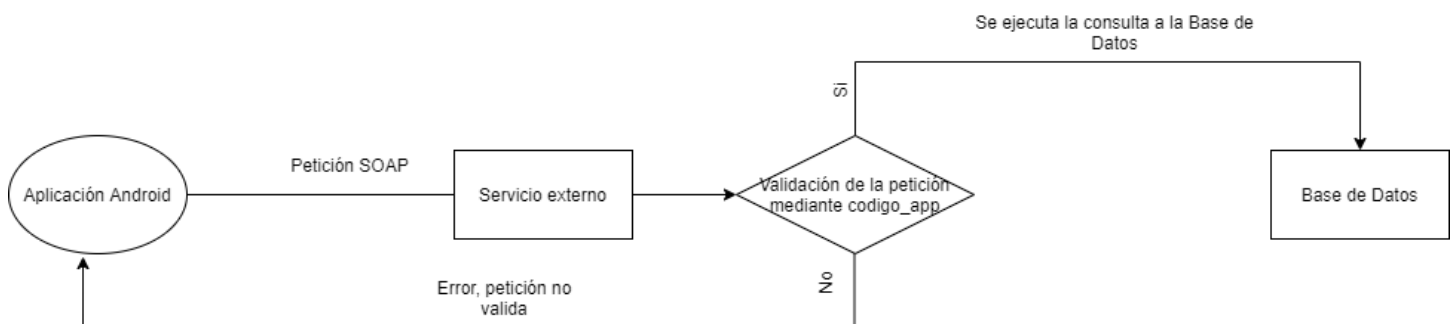 Se ejecuta la consulta a la Base de
Datos
Si
Petición SOAP
Aplicación Android
Servicio externo
Validación de la petición
mediante codigo_app
Base de Datos
No
Error, petición no
valida